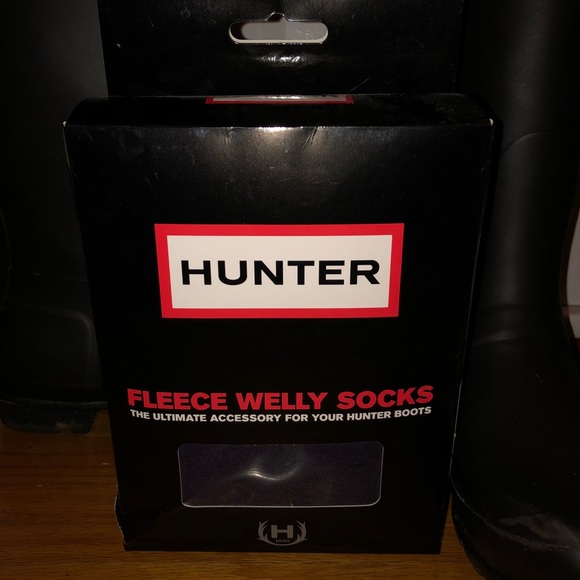 HUNTER
FLEECE WELLY SOCKS
THE ULTIMATE ACCESSORY FOR YOUR HUNTER BOOTS
H